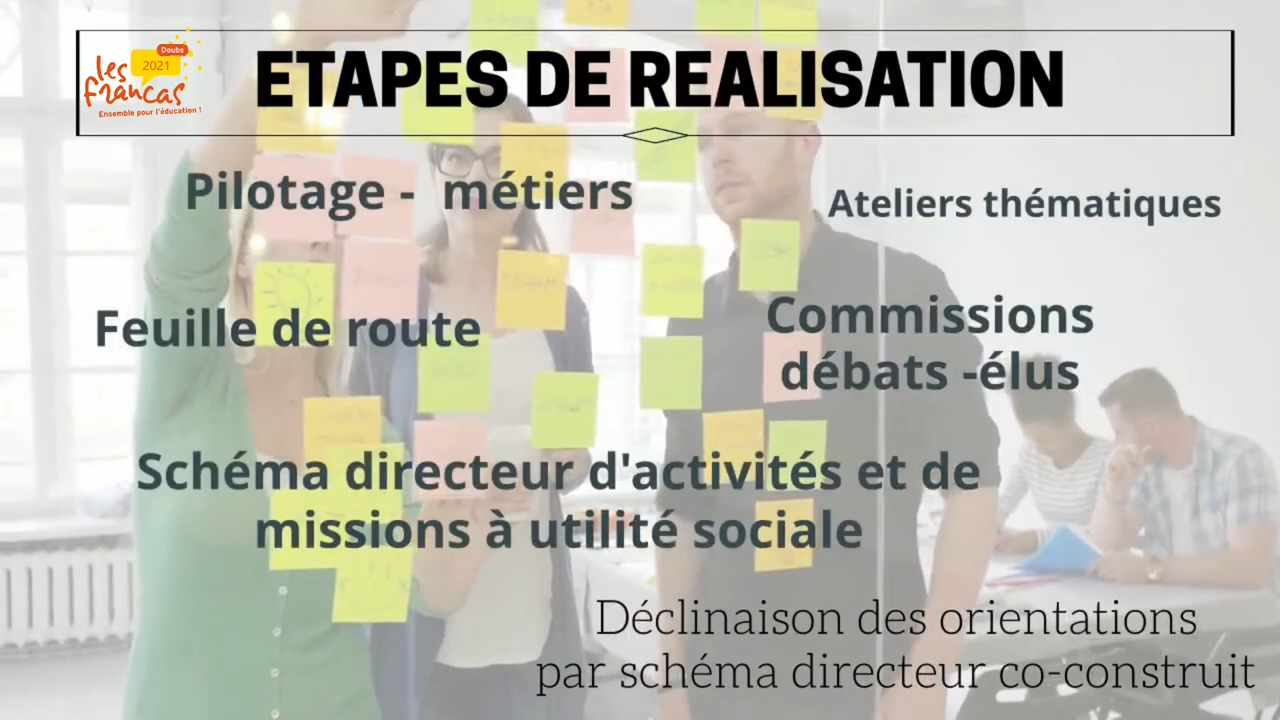 Doubs
2021
les
francas
Ensemble pour l'éducation !
ETAPES DE REALISATION
Pilotage - métiers
Ateliers thématiques
Feuille de route
Commissions
débats -élus
Schéma directeur d'activités et de
missions à utilité sociale
Déclinaison des orientations
par schéma directeur co-construit